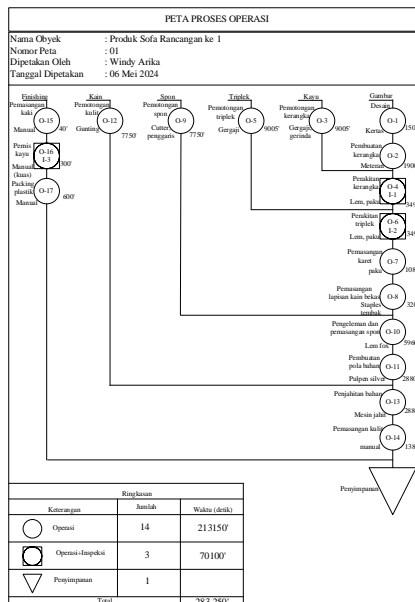 PETA PROSES OPERASI
Nama Obyek : Produk Sofa Rancangan ke 1
Nomor Peta : 01
Dipetakan Oleh : Windy Arika
Tanggal Dipetakan : 06 Mei 2024
Finishing
Pemasangan
kaki
O-15
Manual
40'
Pernis
kayu
O-16
I-3
Manual
(kuas)
300'
Packing
plastik
O-17
Manual
600'
Kain
Pemotongan
kulit
O-12
Gunting
7750'
Spon
Pemotongan
spon
O-9
Cutter,
penggaris
7750'
Triplek
Pemotongan
triplek
O-5
Gergaji
9005'
Kayu
Pemotongan
kerangka
O-3
Gergaji,
gerinda
9005'
Gambar
Desain
O-1
Kertas
Pembuatan
kerangka
O-2
Meteran
Perakitan
kerangka
O-4
I-1
Lem, paku
Perakitan
triplek
O-6
I-2
Lem, paku
Pemasangan
karet
O-7
paku
Pemasangan
lapisan kain bekas
O-8
Staples
tembak
Pengeleman dan
pemasangan spon
O-10
Lem fox
Pembuatan
pola bahan
O-11
Pulpen silver
Penjahitan bahan
O-13
Mesin jahit
Pemasangan kulit
O-14
manual
Penyimpanan
Ringkasan
Keterangan Jumlah Waktu (detik)
Operasi 14 213150'
Operasi+Inspeksi 3 70100'
Penyimpanan 1
Total 283.250'